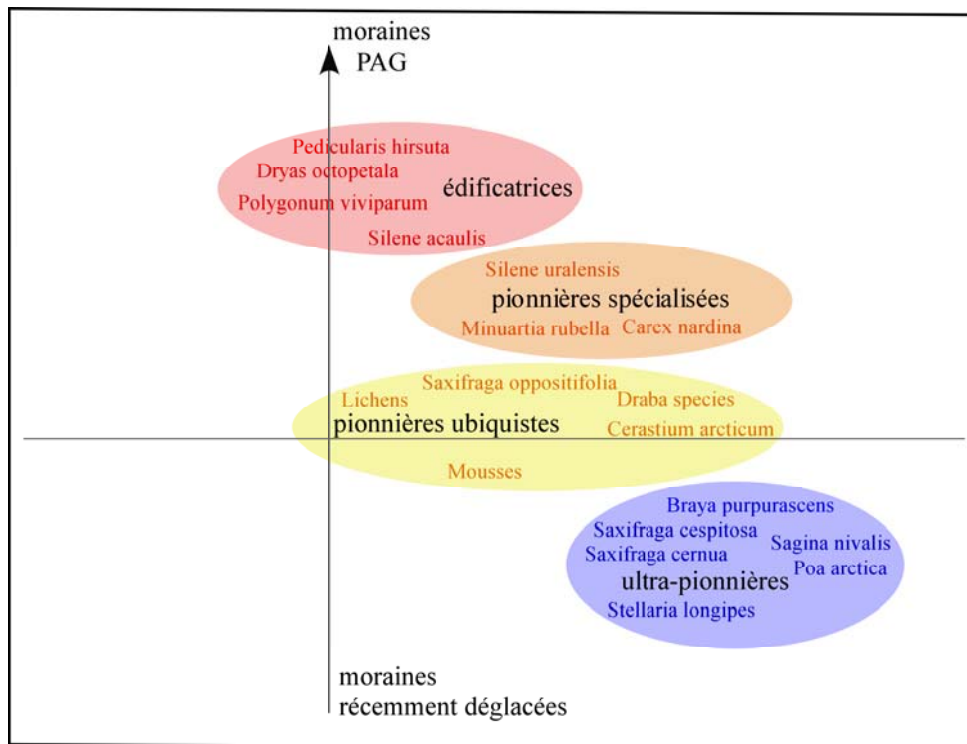 moraines
PAG
Pedicularis hirsuta
Dryas octopetala
édificatrices
Polygonum viviparum
Silene acaulis
Silene uralensis
pionnières spécialisées
Minuartia rubella Carex nardina
Saxifraga oppositifolia
Lichens Draba species
pionnières ubiquistes Cerastium arcticum
Mousses
Braya purpurascens
Saxifraga cespitosa
Sagina nivalis
Saxifraga cernua
Poa arctica
ultra-pionnières
Stellaria longipes
moraines
récemment déglacées